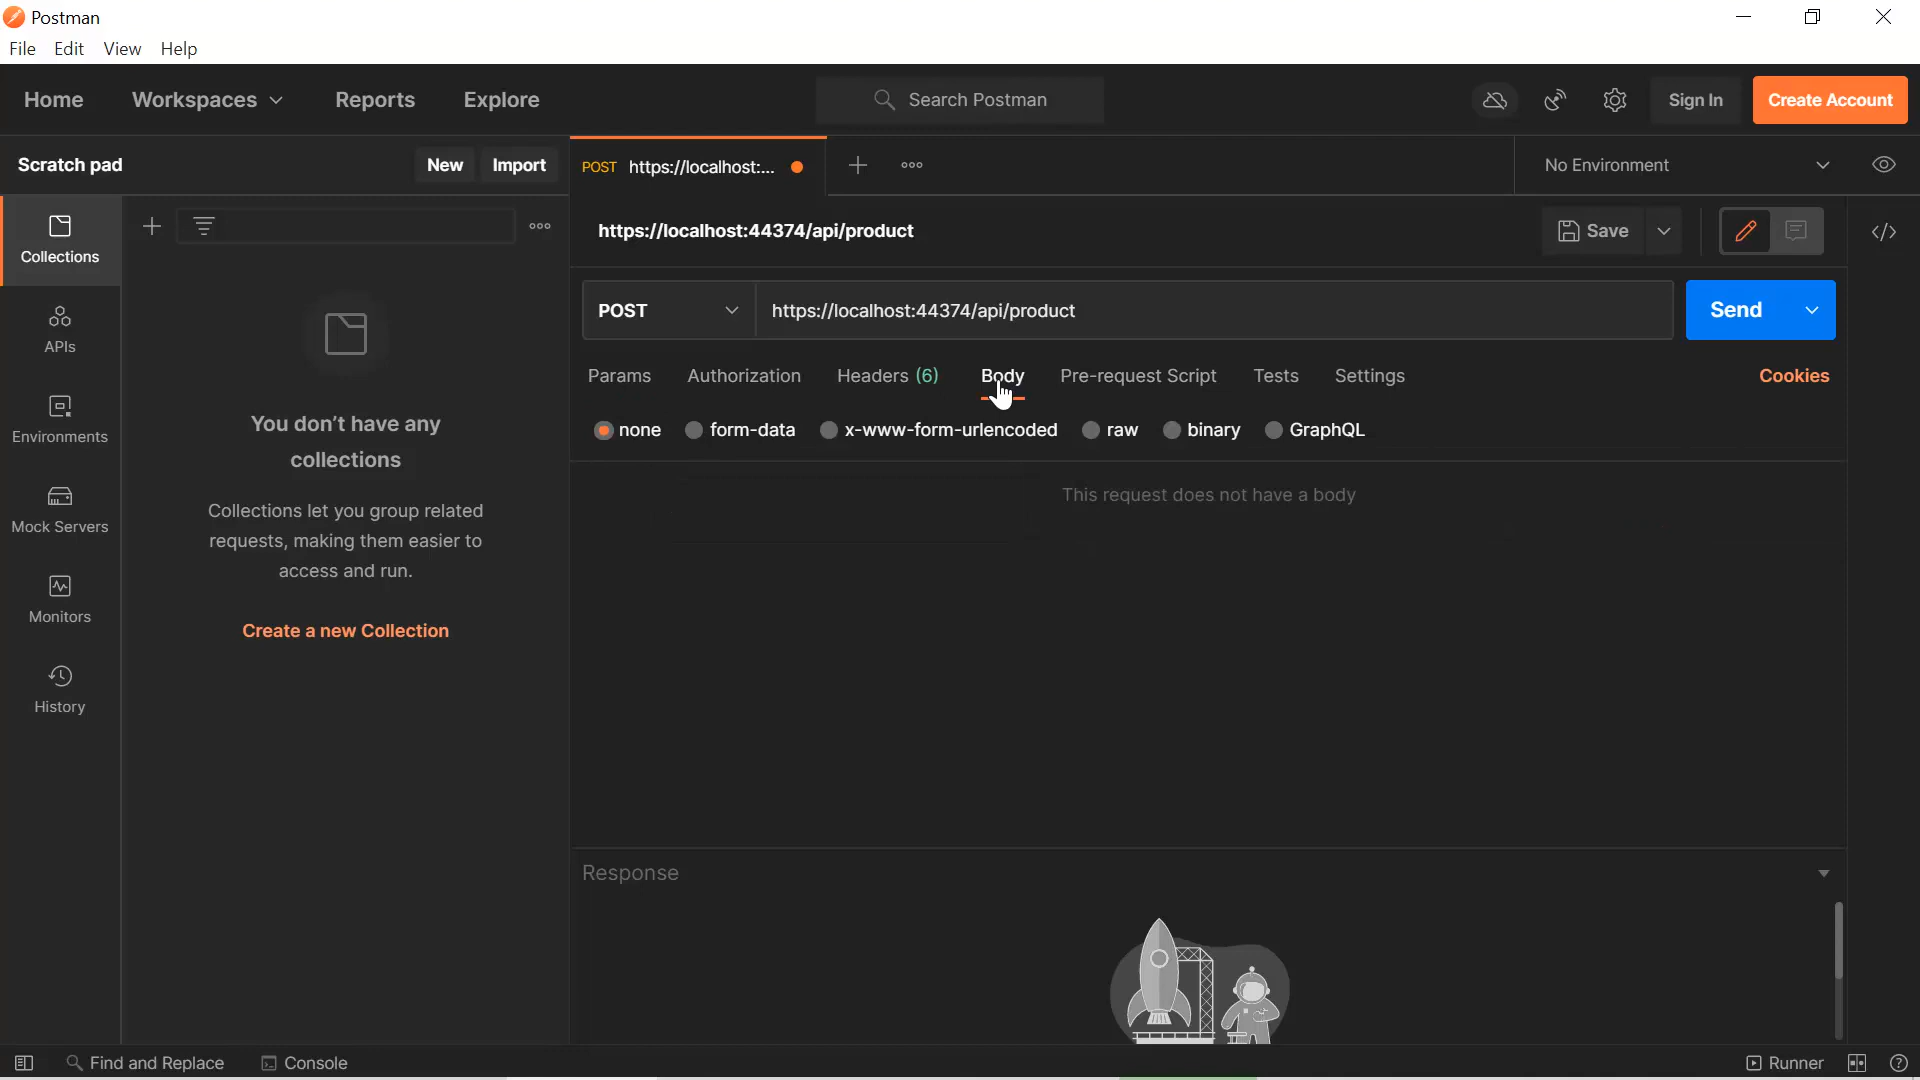 Postman
File Edit View Help
Home Workspaces Reports Explore Search Postman Sign In Create Account
Scratch pad New Import POST https://localhost:... No Environment
https://localhost:44374/api/product Save
Collections
POST https://localhost:44374/api/product Send
APIs
Params Authorization Headers (6) Body Pre-request Script Tests Settings Cookies
none form-data x-www-form-urlencoded raw binary GraphQL
Environments
You don't have any
collections
This request does not have a body
Collections let you group related
requests, making them easier to
access and run.
Mock Servers
Monitors
Create a new Collection
History
Response
Find and Replace Console Runner